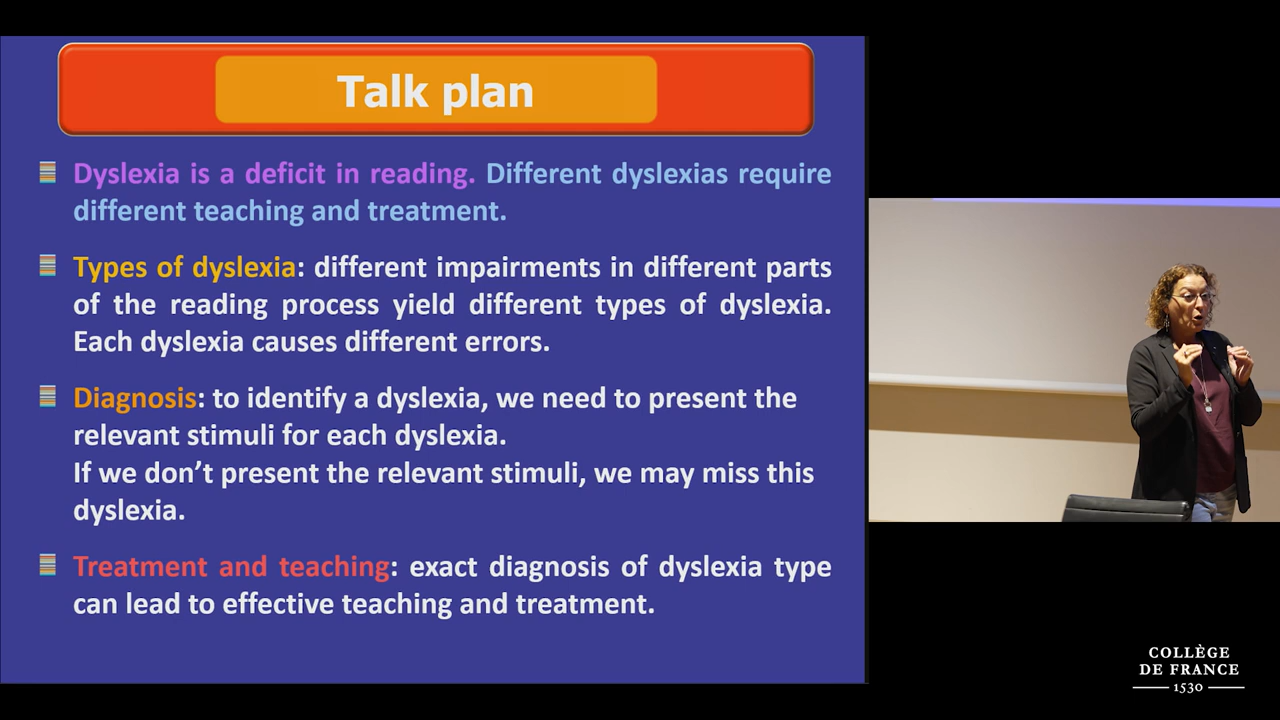 Talk plan
Dyslexia is a deficit in reading. Different dyslexias require
different teaching and treatment.
Types of dyslexia: different impairments in different parts
of the reading process yield different types of dyslexia.
Each dyslexia causes different errors.
Diagnosis: to identify a dyslexia, we need to present the
relevant stimuli for each dyslexia.
If we don’t present the relevant stimuli, we may miss this
dyslexia.
Treatment and teaching: exact diagnosis of dyslexia type
can lead to effective teaching and treatment.
COLLÈGE
DE FRANCE
1530